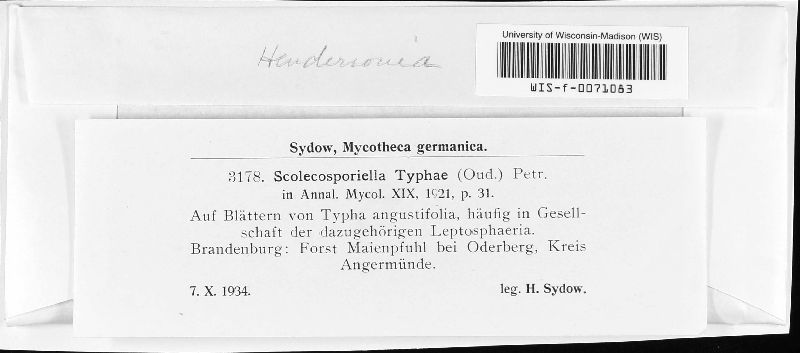 Hendersonia
University of Wisconsin-Madison (WIS)
WIS-f-0071083
Sydow, Mycotheca germanica.
3178. Scolecosporiella Typhae (Oud.) Petr.
in Annal. Mycol. XIX, 1921, p. 31.
Auf Blättern von Typha angustifolia, häufig in Gesell-
schaft der dazugehörigen Leptosphaeria.
Brandenburg: Forst Maienpfuhl bei Oderberg, Kreis
Angermünde.
7. X. 1934. leg. H. Sydow.